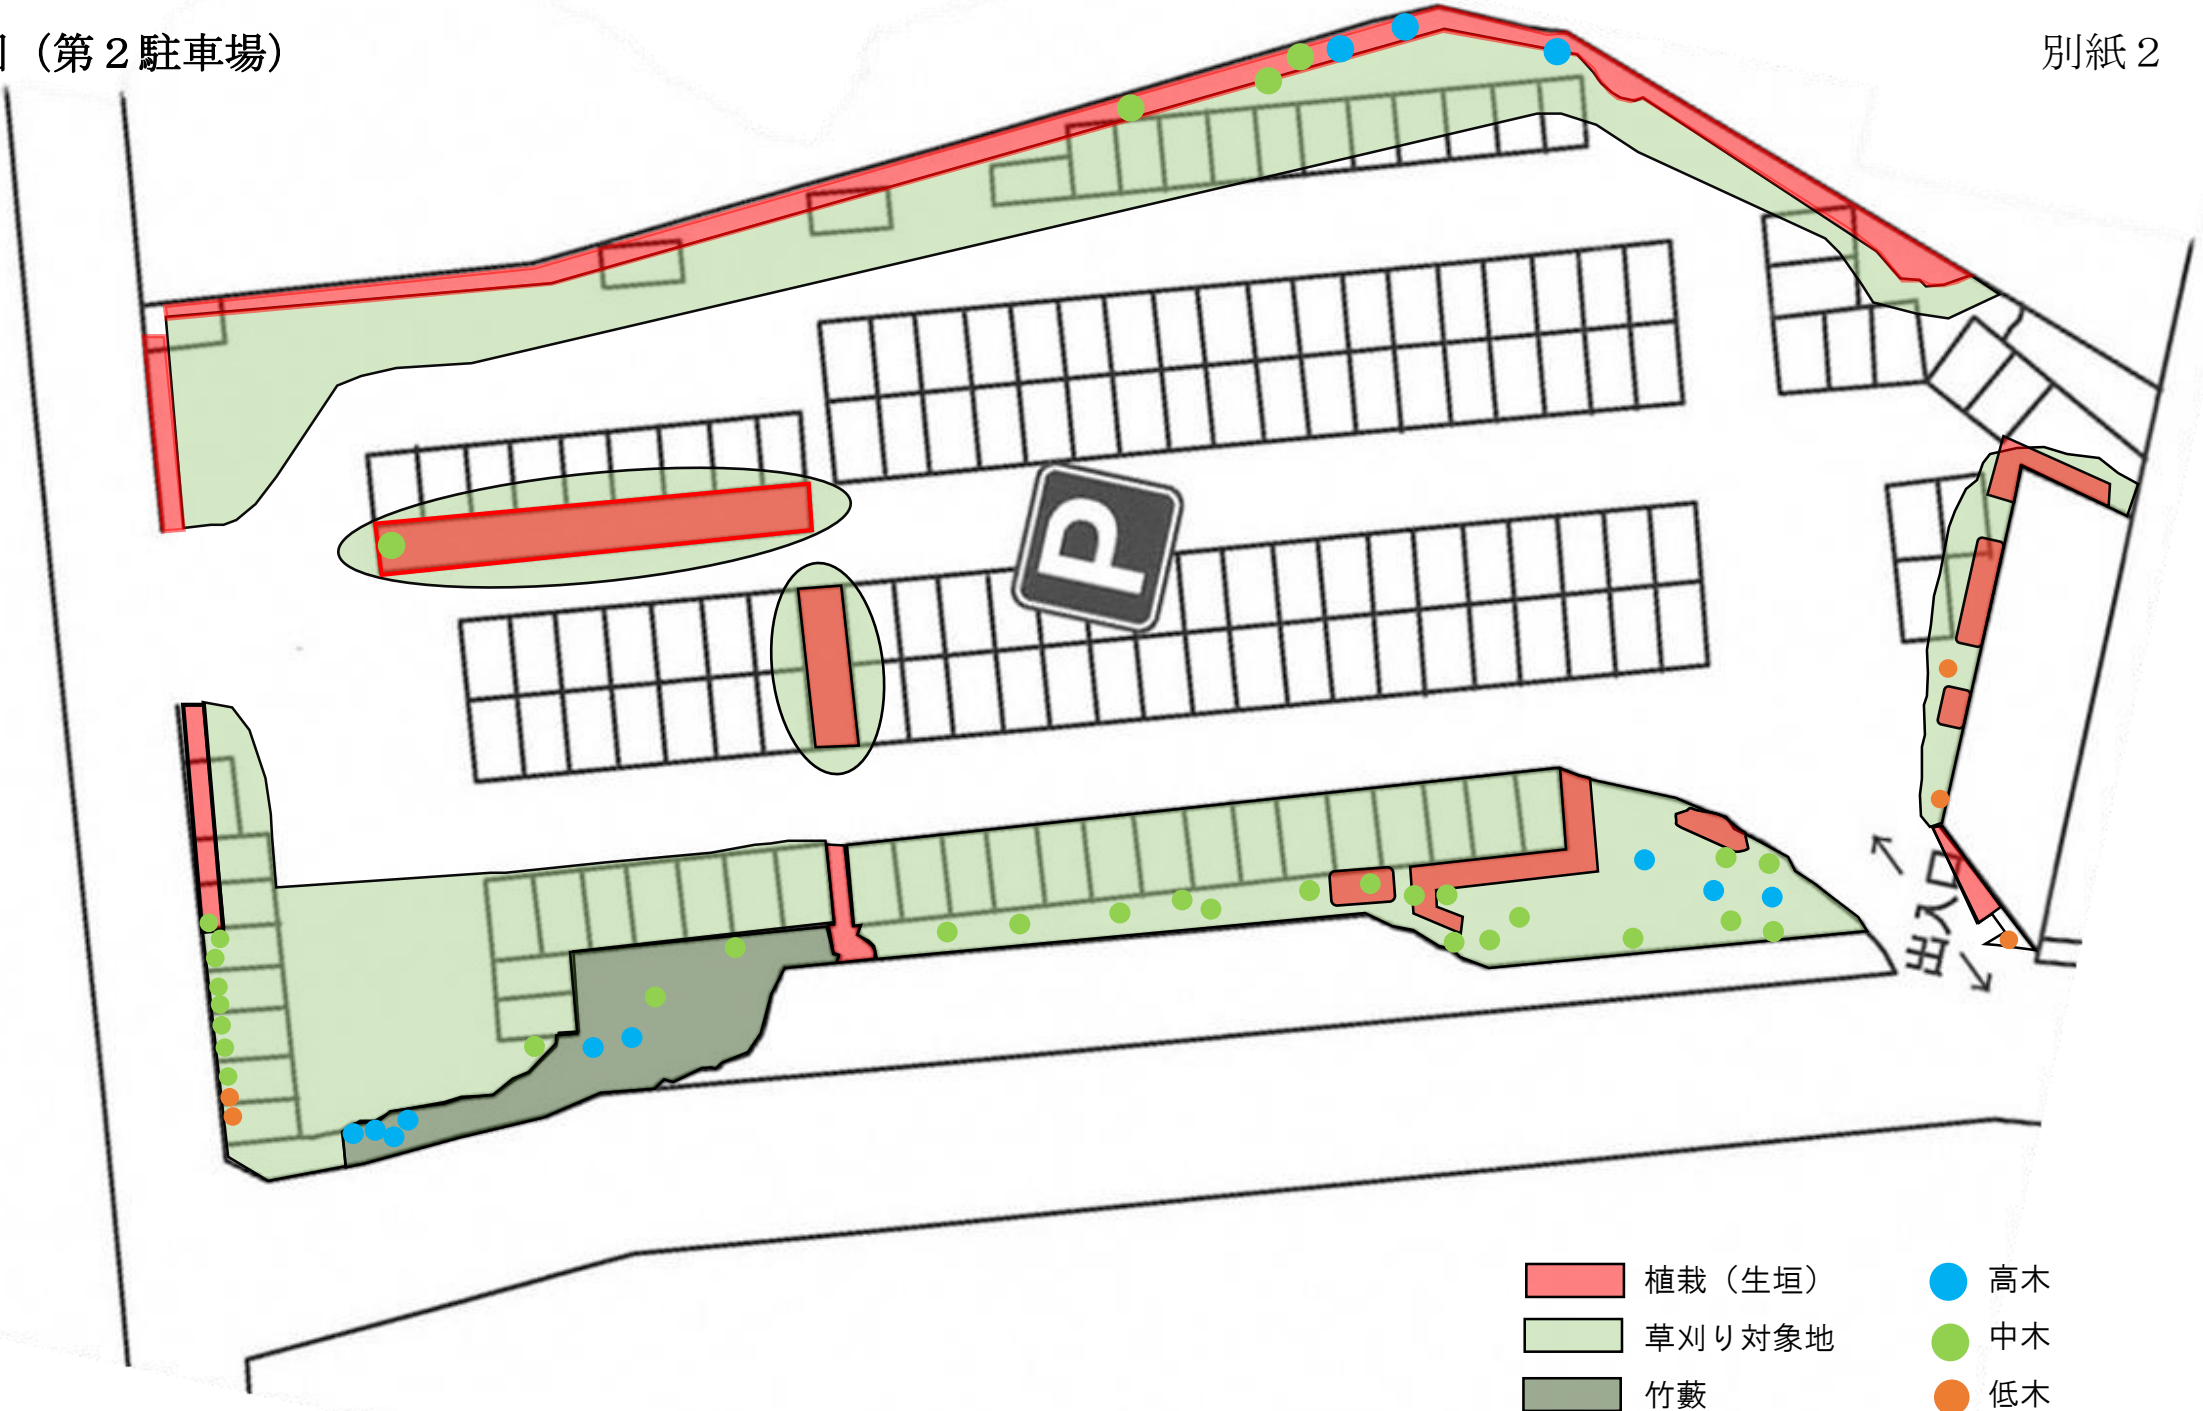 （第２駐車場）
別紙２
P
出入口
植栽（生垣）
高木
草刈り対象地
中木
竹藪
低木